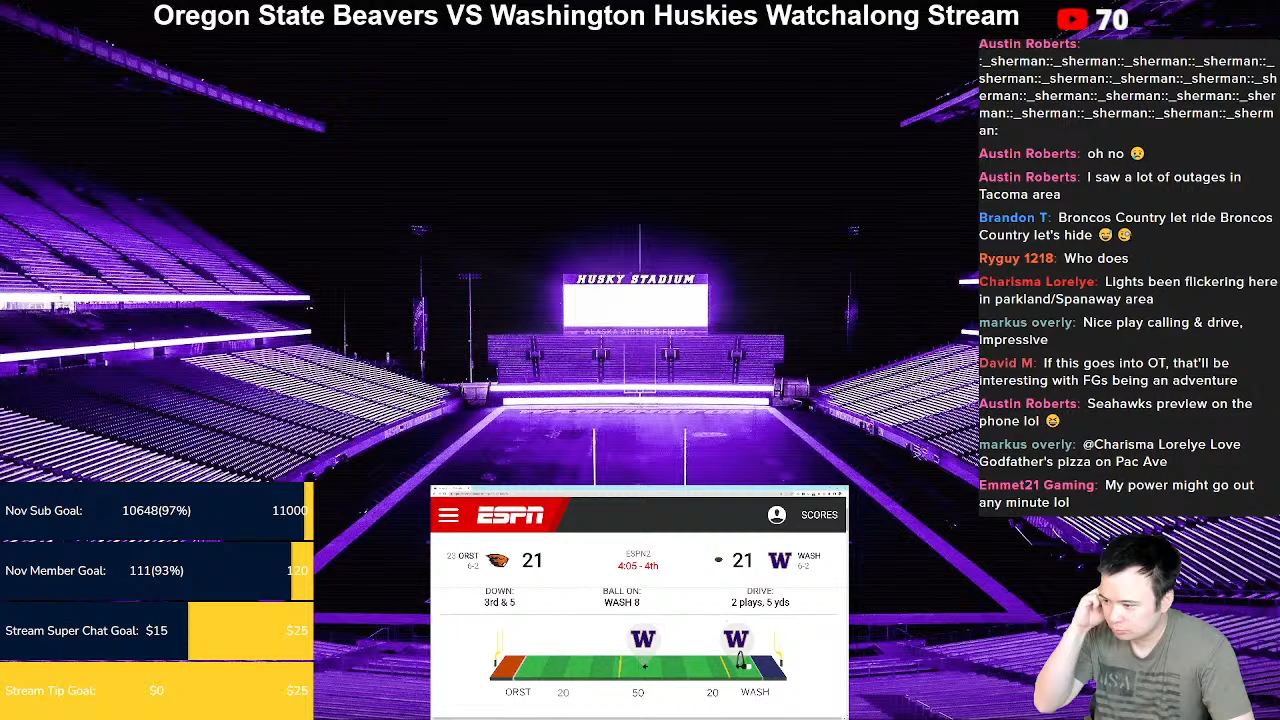 Oregon State Beavers VS Washington Huskies Watchalong Stream
70
Austin Roberts:
:_sherman::_sherman::_sherman::_sherman::_
sherman::_sherman::_sherman::_sherman::_sh
erman::_sherman::_sherman::_sherman::_sher
man::_sherman::_sherman::_sherman::_sherm
an:
Austin Roberts: oh no 😢
Austin Roberts: I saw a lot of outages in
Tacoma area
Brandon T: Broncos Country let ride Broncos
Country let's hide 😄 🧐
Ryguy 1218: Who does
Charisma Lorelye: Lights been flickering here
in parkland/Spanaway area
markus overly: Nice play calling & drive,
impressive
David M: If this goes into OT, that'll be
interesting with FGs being an adventure
Austin Roberts: Seahawks preview on the
phone lol 😆
markus overly: @Charisma Lorelye Love
Godfather's pizza on Pac Ave
Emmet21 Gaming: My power might go out
any minute lol
HUSKY STADIUM
ALASKA AIRLINES FIELD
Nov Sub Goal: 10648(97%) 11000
Nov Member Goal: 111(93%) 120
Stream Super Chat Goal: $15 $25
Stream Tip Goal: $0 $25
ESPN SCORES
23 ORST 6-2 21
ESPN2
4:05 - 4th
21 W WASH 6-2
DOWN: BALL ON: DRIVE:
3rd & 5 WASH 8 2 plays, 5 yds
W W
ORST 20 50 20 WASH